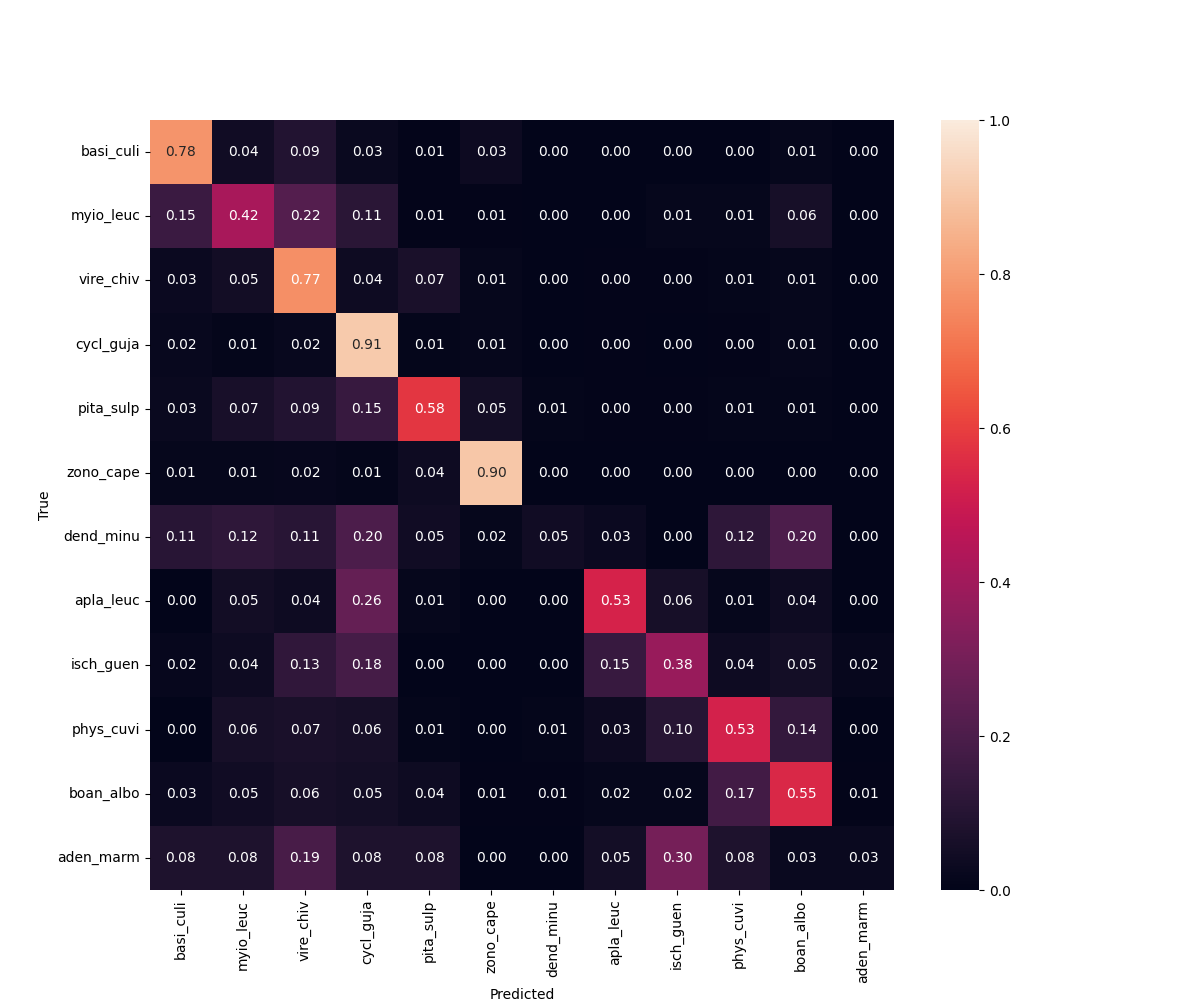 basi_culi 0.78 0.04 0.09 0.03 0.01 0.03 0.00 0.00 0.00 0.00 0.01 0.00
myio_leuc 0.15 0.42 0.22 0.11 0.01 0.01 0.00 0.00 0.01 0.01 0.06 0.00
vire_chiv 0.03 0.05 0.77 0.04 0.07 0.01 0.00 0.00 0.00 0.01 0.01 0.00
cycl_guja 0.02 0.01 0.02 0.91 0.01 0.01 0.00 0.00 0.00 0.00 0.01 0.00
pita_sulp 0.03 0.07 0.09 0.15 0.58 0.05 0.01 0.00 0.00 0.01 0.01 0.00
zono_cape 0.01 0.01 0.02 0.01 0.04 0.90 0.00 0.00 0.00 0.00 0.00 0.00
dend_minu 0.11 0.12 0.11 0.20 0.05 0.02 0.05 0.03 0.00 0.12 0.20 0.00
apla_leuc 0.00 0.05 0.04 0.26 0.01 0.00 0.00 0.53 0.06 0.01 0.04 0.00
isch_guen 0.02 0.04 0.13 0.18 0.00 0.00 0.00 0.15 0.38 0.04 0.05 0.02
phys_cuvi 0.00 0.06 0.07 0.06 0.01 0.00 0.01 0.03 0.10 0.53 0.14 0.00
boan_albo 0.03 0.05 0.06 0.05 0.04 0.01 0.01 0.02 0.02 0.17 0.55 0.01
aden_marm 0.08 0.08 0.19 0.08 0.08 0.00 0.00 0.05 0.30 0.08 0.03 0.03
True
basi_culi myio_leuc vire_chiv cycl_guja pita_sulp zono_cape dend_minu apla_leuc isch_guen phys_cuvi boan_albo aden_marm
Predicted
1.0
0.8
0.6
0.4
0.2
0.0